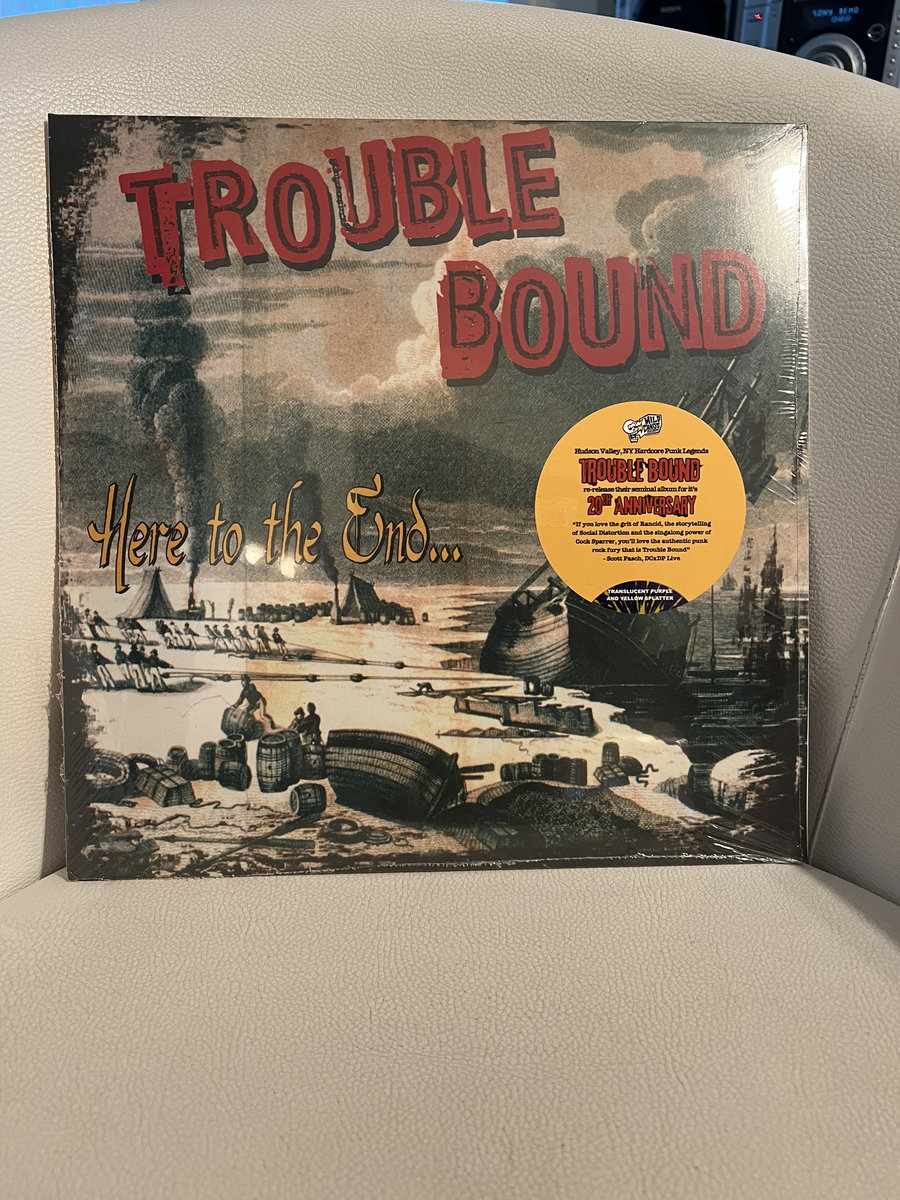 SONY
TROUBLE
BOUND
Here to the End...
WILD
Hudson Valley, NY Hardcore Punk Legends
TROUBLE BOUND
re-release their seminal album for it's
20TH ANNIVERSARY
"If you love the grit of Rancid, the storytelling
of Social Distortion and the singalong power of
Cock Sparrer, you'll love the authentic punk
rock fury that is Trouble Bound"
- Scott Pasch, DCxDP Live
TRANSLUCENT PURPLE
AND YELLOW SPLATTER